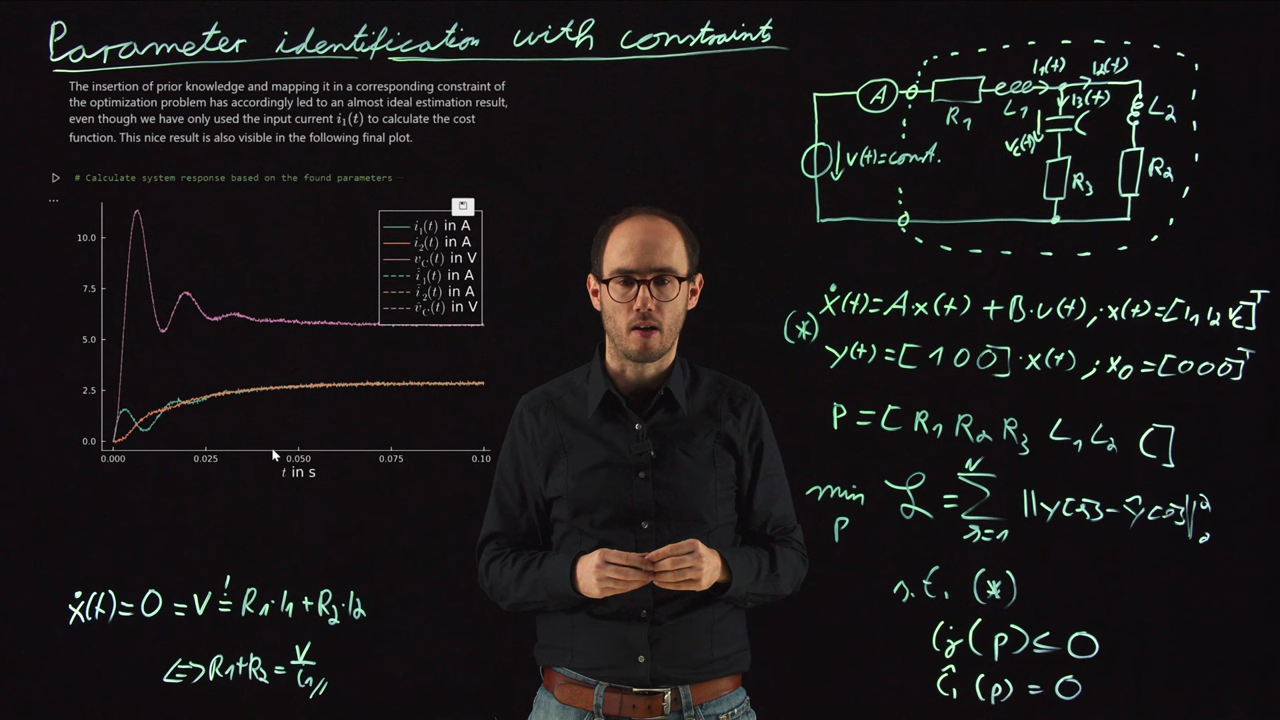 Parameter identification with constraints
The insertion of prior knowledge and mapping it in a corresponding constraint of
the optimization problem has accordingly led to an almost ideal estimation result,
even though we have only used the input current i₁(t) to calculate the cost
function. This nice result is also visible in the following final plot.
# Calculate system response based on the found parameters
...
i₁(t) in A
i₂(t) in A
v_C(t) in V
î₁(t) in A
î₂(t) in A
v̂_C(t) in V
10.0
7.5
5.0
2.5
0.0
0.000 0.025 0.050 0.075 0.10
t in s
ẋ(t) = 0 = V =! R₁·i₁ + R₂·i₂
⇔ R₁+R₂ = V/i₁
A
R₁
L₁
i₁(t)
i₂(t)
i₃(t)
L₂
v_c(t)
C
v(t)=const.
R₃
R₂
(*)
ẋ(t)=A·x(t) + B·u(t), x(t)=[i₁ i₂ v_c]ᵀ
y(t)=[1 0 0]·x(t), x₀=[0 0 0]ᵀ
P=[R₁ R₂ R₃ L₁ L₂ C]
min P ℒ = Σ N
s.t. (*)
(p) ≤ 0
(p) = 0